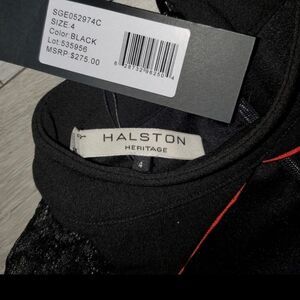 SGE052974C
SIZE:4
Color:BLACK
Lot:535956
MSRP:$275.00
HALSTON
HERITAGE
4